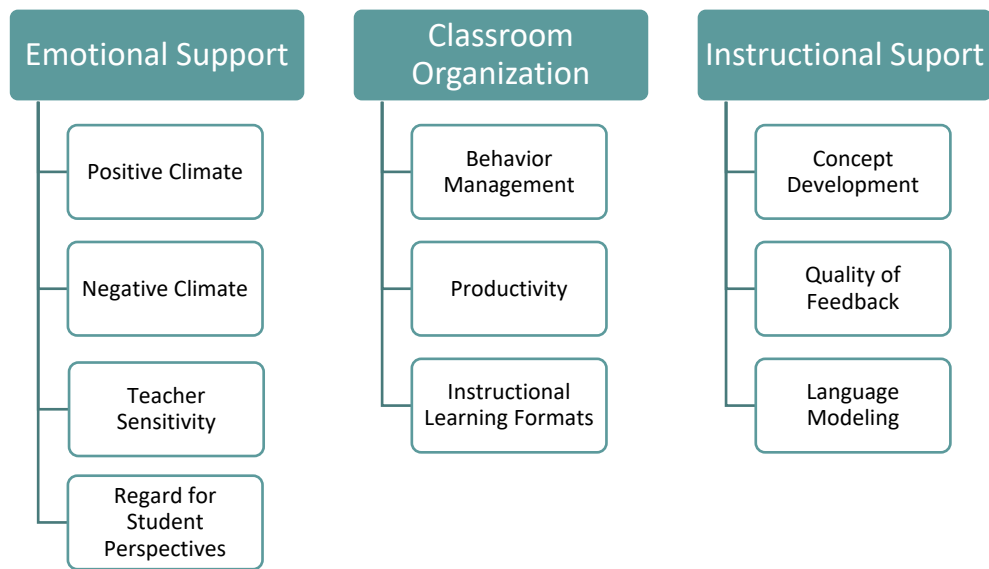 Emotional Support
Positive Climate
Negative Climate
Teacher
Sensitivity
Regard for
Student
Perspectives
Classroom
Organization
Behavior
Management
Productivity
Instructional
Learning Formats
Instructional Suport
Concept
Development
Quality of
Feedback
Language
Modeling